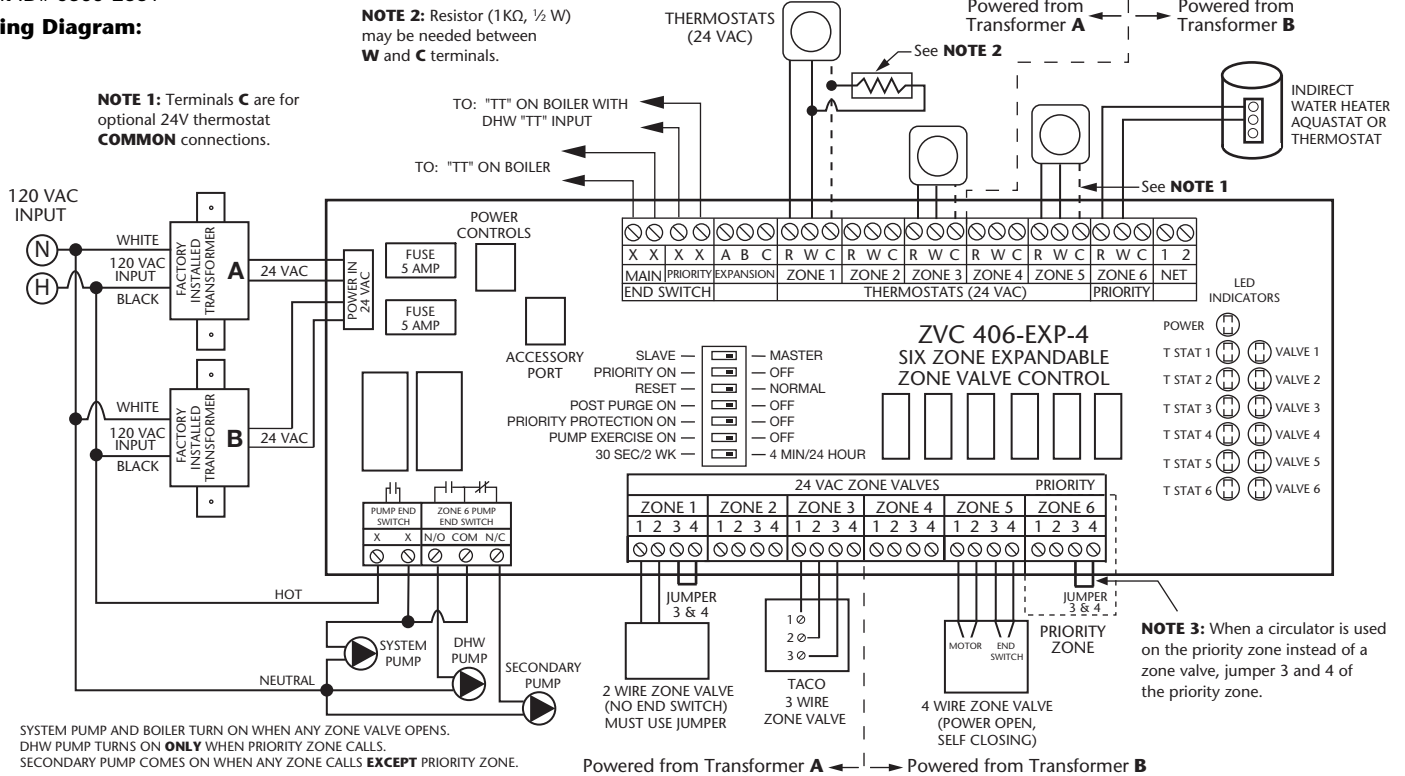 ing Diagram:
NOTE 2: Resistor (1KΩ, ½ W)
may be needed between
W and C terminals.
THERMOSTATS
(24 VAC)
Powered from
Transformer A
Powered from
Transformer B
See NOTE 2
NOTE 1: Terminals C are for
optional 24V thermostat
COMMON connections.
TO: "TT" ON BOILER WITH
DHW "TT" INPUT
TO: "TT" ON BOILER
INDIRECT
WATER HEATER
AQUASTAT OR
THERMOSTAT
See NOTE 1
120 VAC
INPUT
N
H
WHITE
120 VAC
INPUT
BLACK
FACTORY
INSTALLED
TRANSFORMER
A
24 VAC
POWER IN
24 VAC
FUSE
5 AMP
FUSE
5 AMP
POWER
CONTROLS
ACCESSORY
PORT
X X X X A B C R W C R W C R W C R W C R W C R W C 1 2
MAIN PRIORITY EXPANSION ZONE 1 ZONE 2 ZONE 3 ZONE 4 ZONE 5 ZONE 6 NET
END SWITCH THERMOSTATS (24 VAC) PRIORITY
LED
INDICATORS
POWER
T STAT 1 VALVE 1
T STAT 2 VALVE 2
T STAT 3 VALVE 3
T STAT 4 VALVE 4
T STAT 5 VALVE 5
T STAT 6 VALVE 6
ZVC 406-EXP-4
SIX ZONE EXPANDABLE
ZONE VALVE CONTROL
SLAVE MASTER
PRIORITY ON OFF
RESET NORMAL
POST PURGE ON OFF
PRIORITY PROTECTION ON OFF
PUMP EXERCISE ON OFF
30 SEC/2 WK 4 MIN/24 HOUR
WHITE
120 VAC
INPUT
BLACK
FACTORY
INSTALLED
TRANSFORMER
B
24 VAC
PUMP END
SWITCH
ZONE 6 PUMP
END SWITCH
X X N/O COM N/C
24 VAC ZONE VALVES PRIORITY
ZONE 1 ZONE 2 ZONE 3 ZONE 4 ZONE 5 ZONE 6
1 2 3 4 1 2 3 4 1 2 3 4 1 2 3 4 1 2 3 4 1 2 3 4
HOT
NEUTRAL
SYSTEM
PUMP
DHW
PUMP
SECONDARY
PUMP
JUMPER
3 & 4
2 WIRE ZONE VALVE
(NO END SWITCH)
MUST USE JUMPER
1
2
3
TACO
3 WIRE
ZONE VALVE
MOTOR
END
SWITCH
4 WIRE ZONE VALVE
(POWER OPEN,
SELF CLOSING)
JUMPER
3 & 4
PRIORITY
ZONE
NOTE 3: When a circulator is used
on the priority zone instead of a
zone valve, jumper 3 and 4 of
the priority zone.
SYSTEM PUMP AND BOILER TURN ON WHEN ANY ZONE VALVE OPENS.
DHW PUMP TURNS ON ONLY WHEN PRIORITY ZONE CALLS.
SECONDARY PUMP COMES ON WHEN ANY ZONE CALLS EXCEPT PRIORITY ZONE.
Powered from Transformer A
Powered from Transformer B